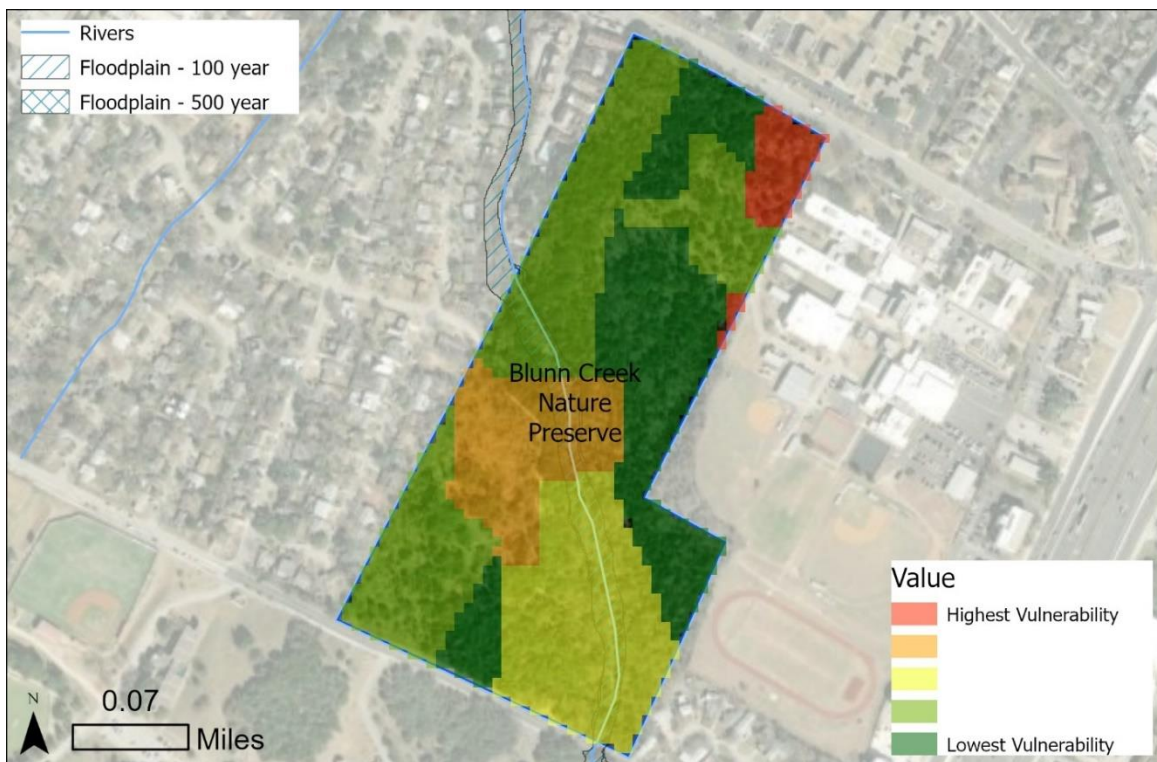 Rivers
Floodplain - 100 year
Floodplain - 500 year
Blunn Creek
Nature
Preserve
Value
Highest Vulnerability
Lowest Vulnerability
N
0.07
Miles